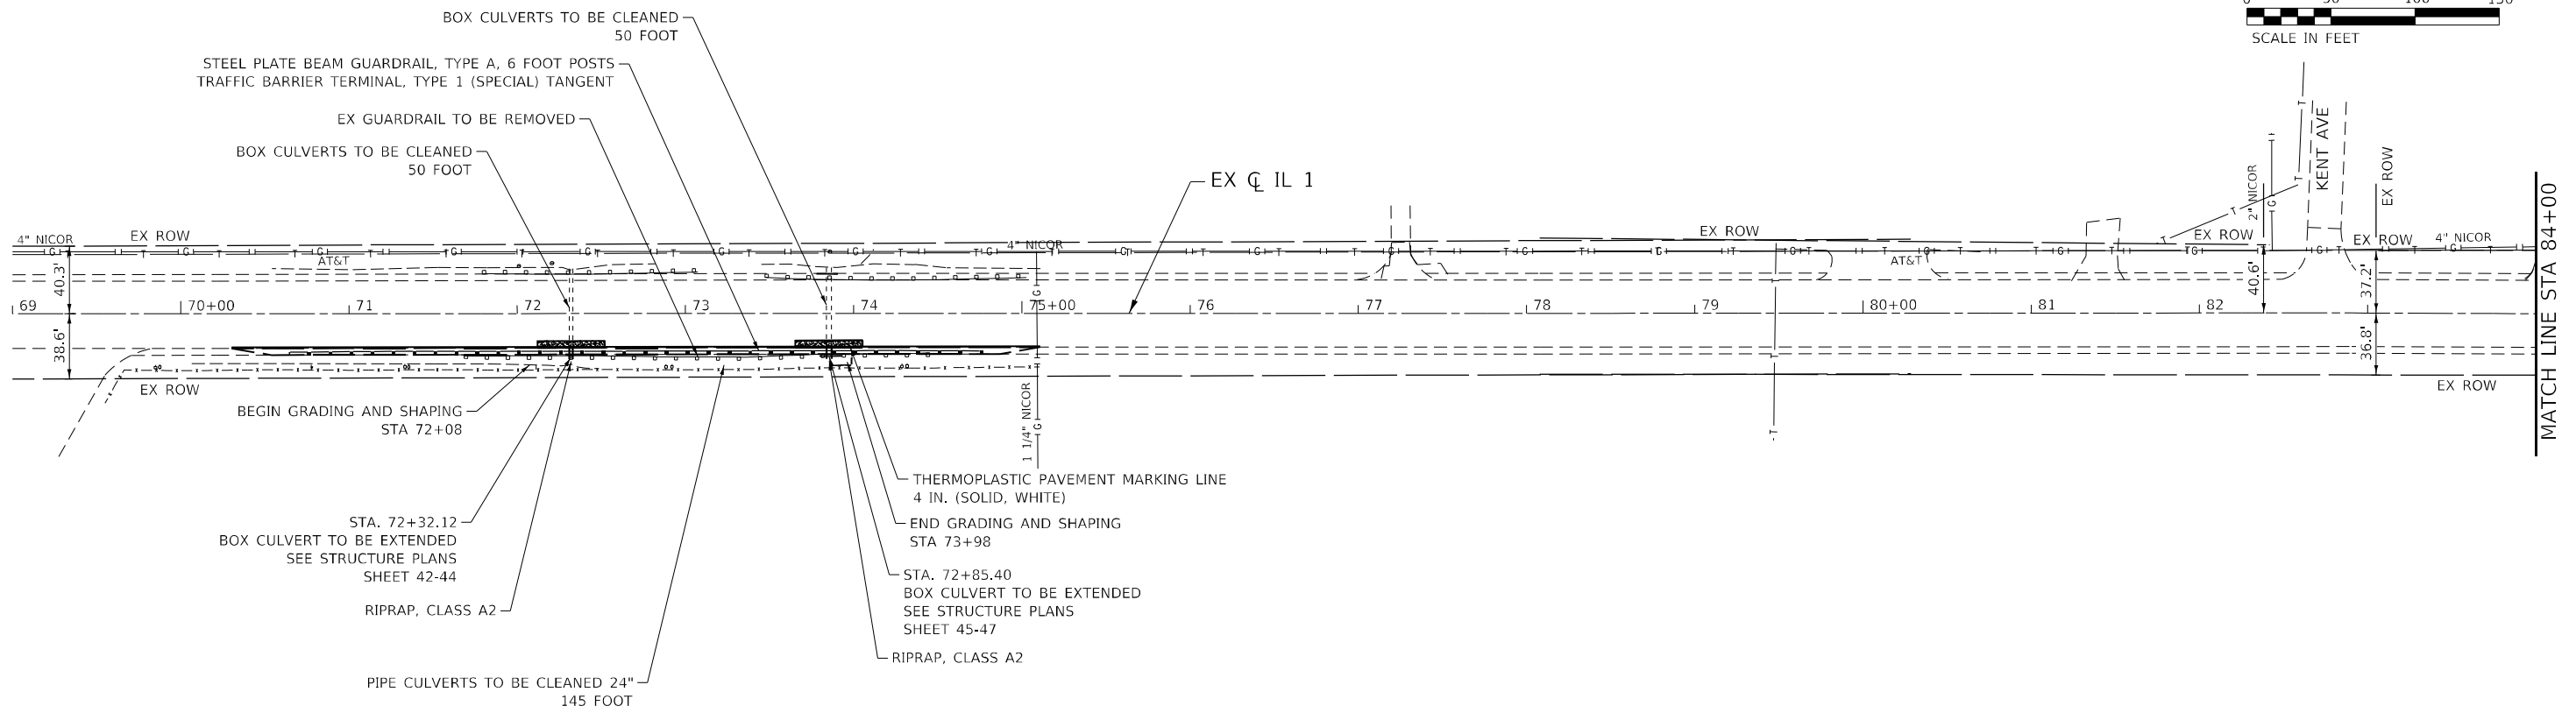 BOX CULVERTS TO BE CLEANED
50 FOOT
STEEL PLATE BEAM GUARDRAIL, TYPE A, 6 FOOT POSTS
TRAFFIC BARRIER TERMINAL, TYPE 1 (SPECIAL) TANGENT
EX GUARDRAIL TO BE REMOVED
BOX CULVERTS TO BE CLEANED
50 FOOT
SCALE IN FEET
EX ℄ IL 1
KENT AVE
EX ROW
2" NICOR
MATCH LINE STA 84+00
4" NICOR
EX ROW
4" NICOR
EX ROW
EX ROW
EX ROW
4" NICOR
AT&T
AT&T
40.3'
38.6'
40.6'
37.2'
36.8'
69
70+00
71
72
73
74
75+00
76
77
78
79
80+00
81
82
EX ROW
EX ROW
1 1/4" NICOR
BEGIN GRADING AND SHAPING
STA 72+08
THERMOPLASTIC PAVEMENT MARKING LINE
4 IN. (SOLID, WHITE)
STA. 72+32.12
BOX CULVERT TO BE EXTENDED
SEE STRUCTURE PLANS
SHEET 42-44
END GRADING AND SHAPING
STA 73+98
STA. 72+85.40
BOX CULVERT TO BE EXTENDED
SEE STRUCTURE PLANS
SHEET 45-47
RIPRAP, CLASS A2
RIPRAP, CLASS A2
PIPE CULVERTS TO BE CLEANED 24"
145 FOOT